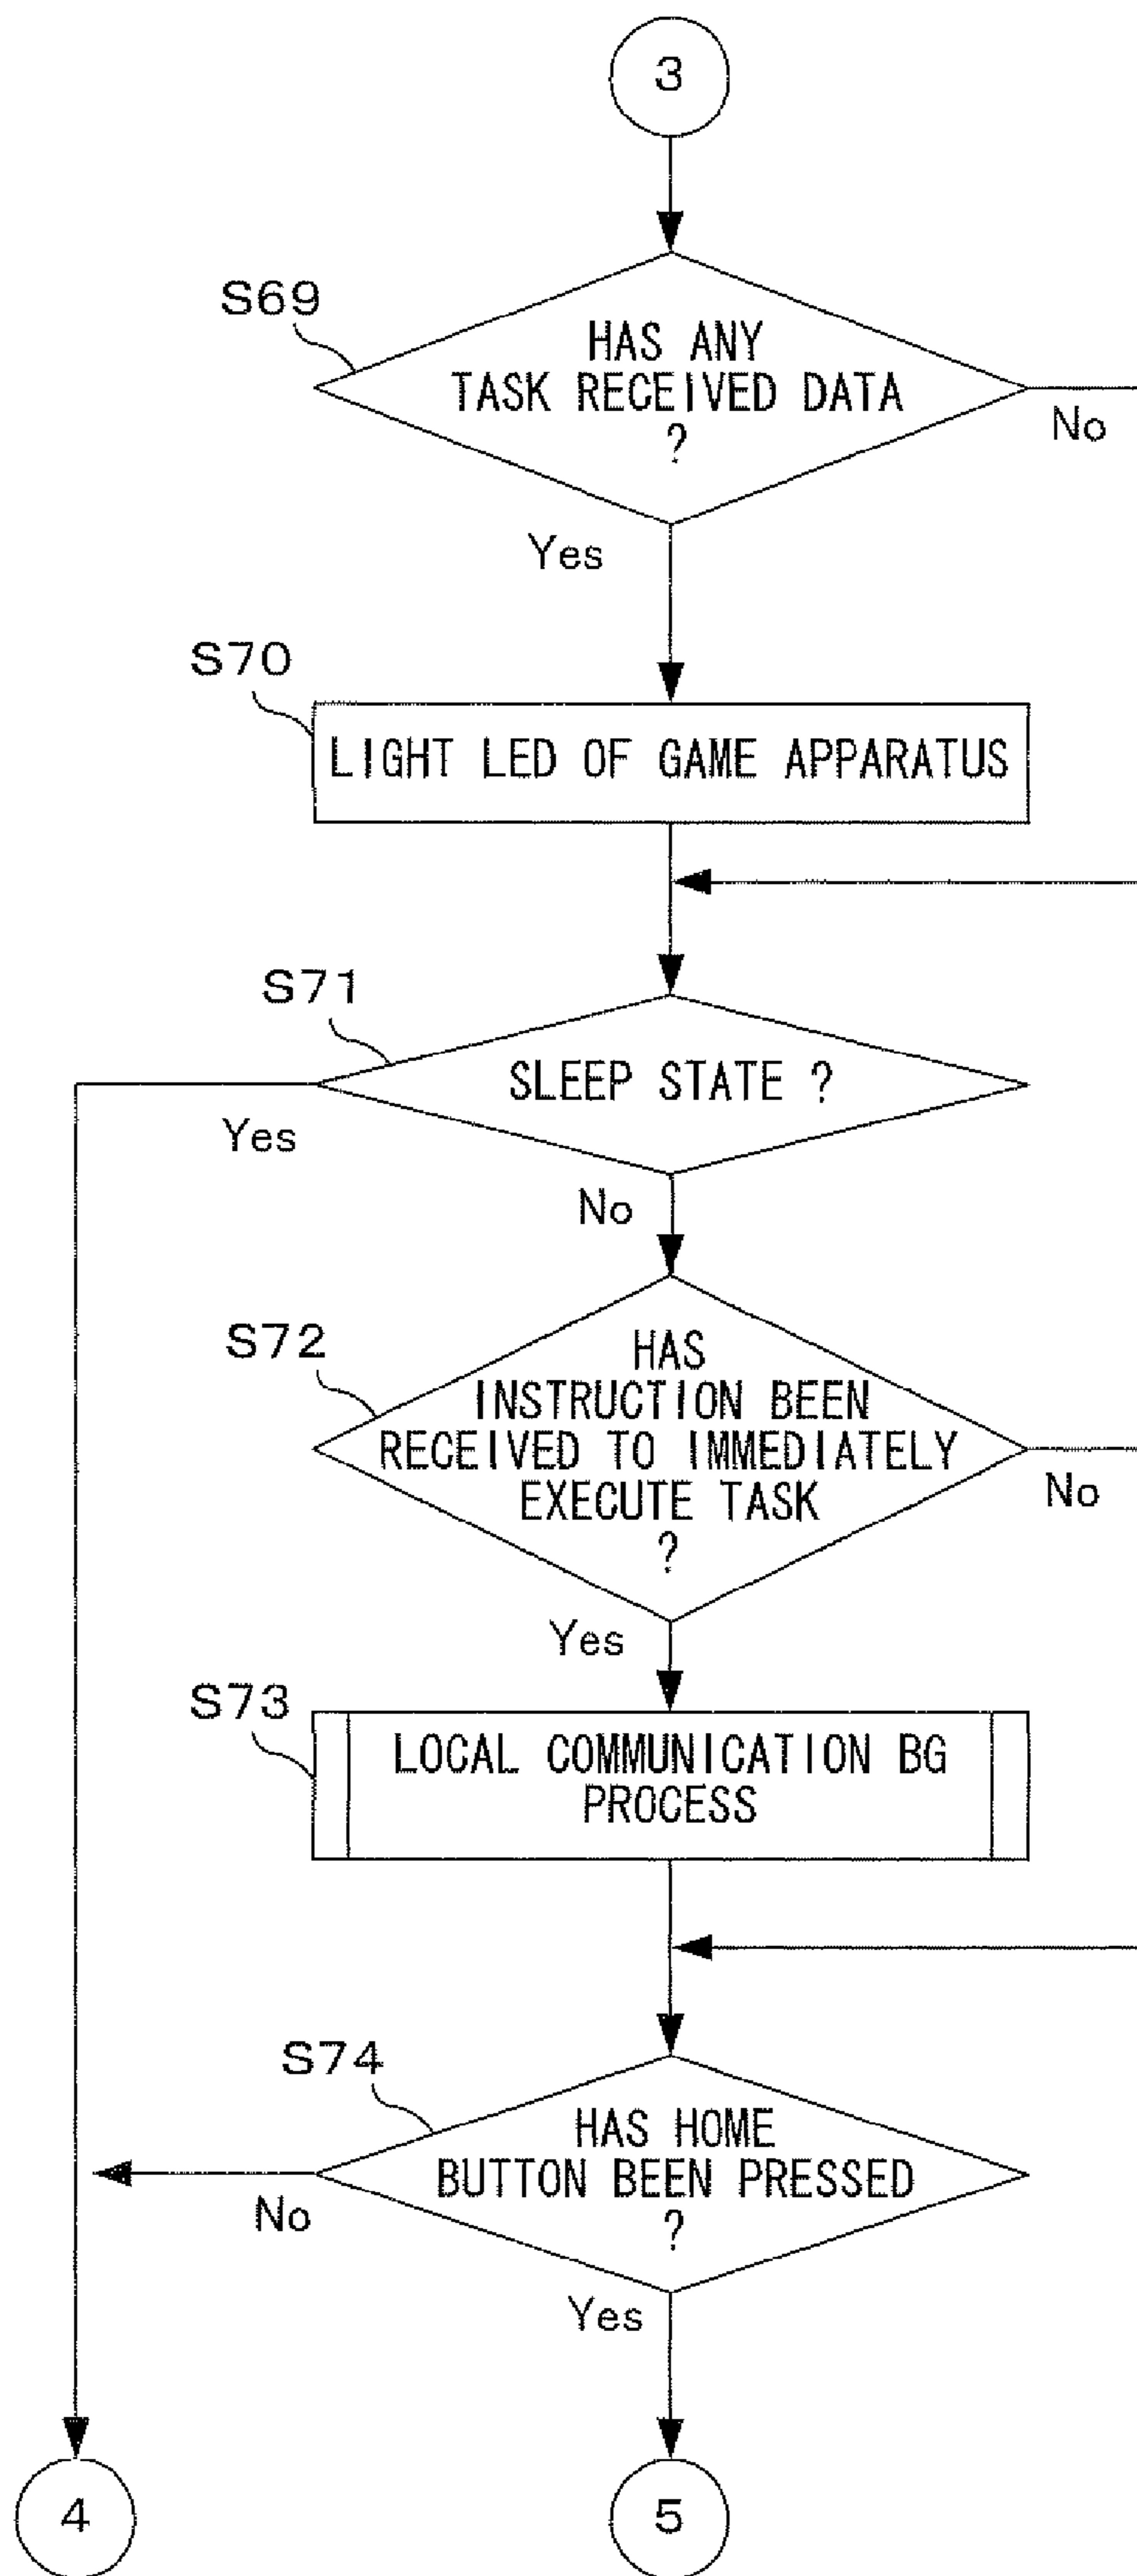 3
S69
HAS ANY
TASK RECEIVED DATA
?
No
Yes
S70
LIGHT LED OF GAME APPARATUS
S71
SLEEP STATE ?
Yes
No
S72
HAS
INSTRUCTION BEEN
RECEIVED TO IMMEDIATELY
EXECUTE TASK
?
No
Yes
S73
LOCAL COMMUNICATION BG
PROCESS
S74
HAS HOME
BUTTON BEEN PRESSED
?
No
Yes
4
5